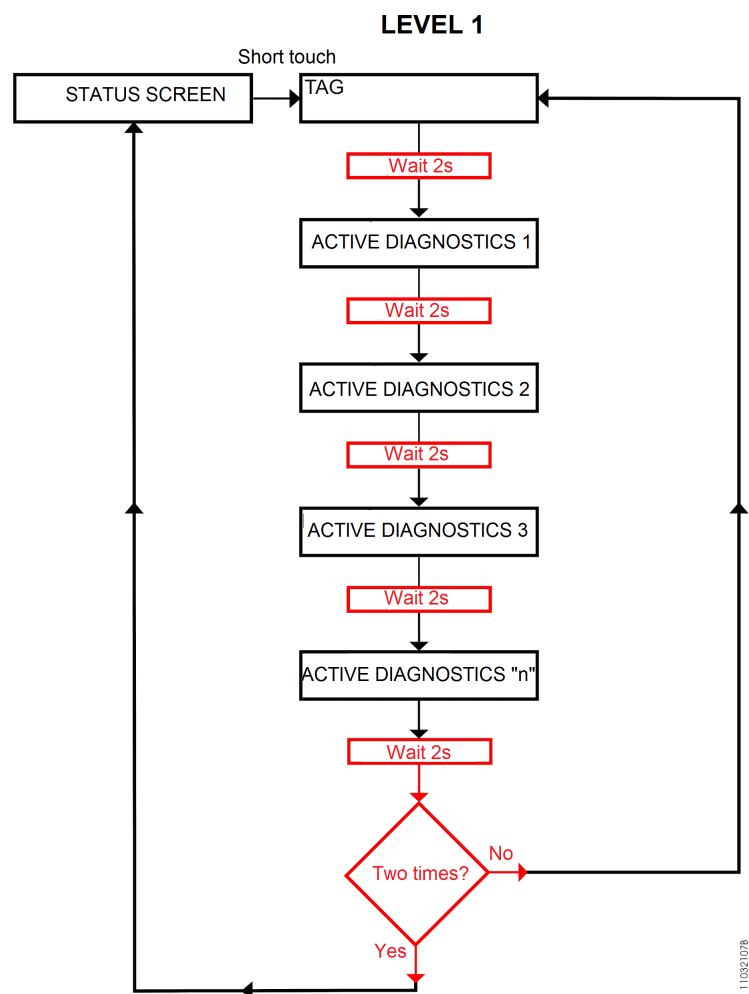 LEVEL 1
Short touch
STATUS SCREEN
TAG
Wait 2s
ACTIVE DIAGNOSTICS 1
Wait 2s
ACTIVE DIAGNOSTICS 2
Wait 2s
ACTIVE DIAGNOSTICS 3
Wait 2s
ACTIVE DIAGNOSTICS "n"
Wait 2s
Two times?
No
Yes
11032107B